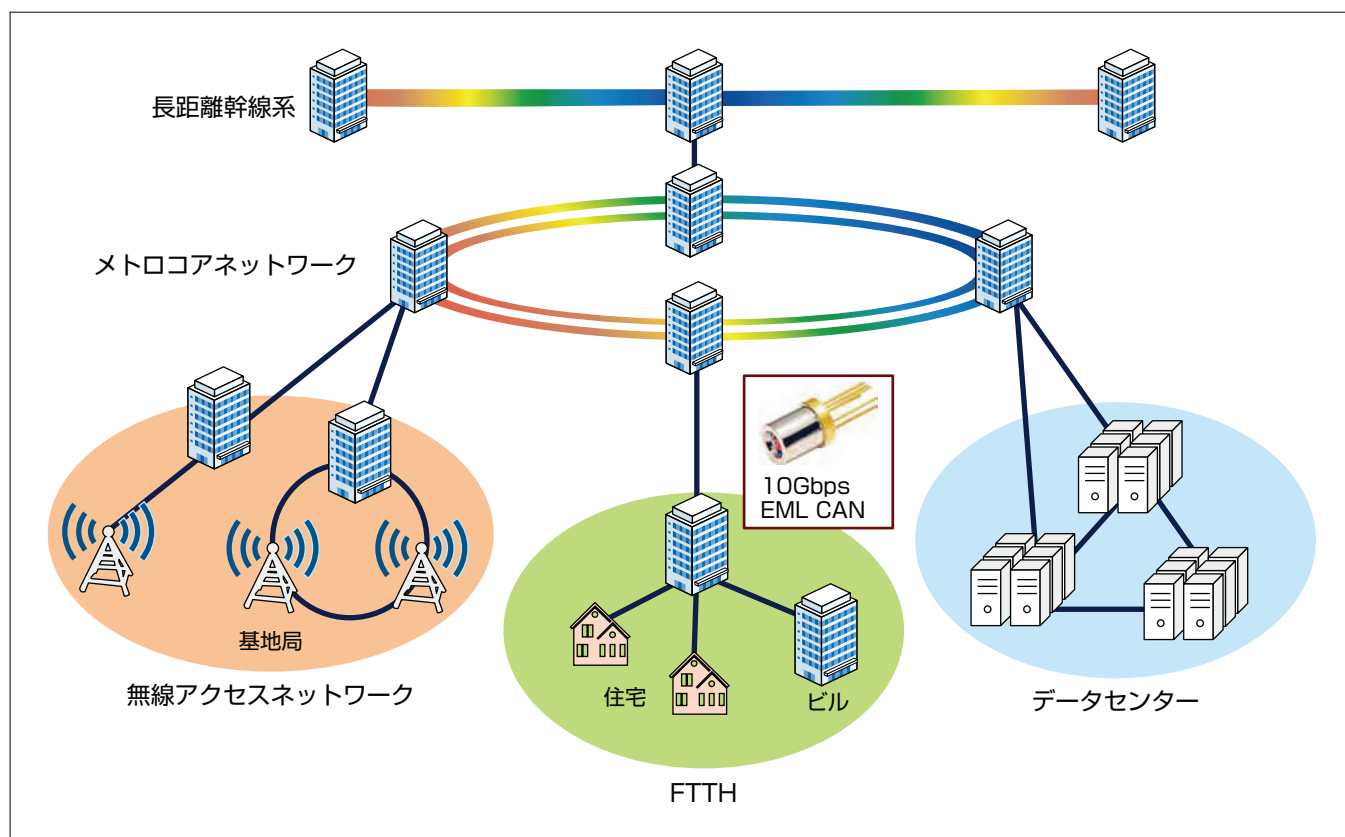 長距離幹線系
メトロコアネットワーク
10Gbps
EML CAN
基地局
無線アクセスネットワーク
住宅
ビル
データセンター
FTTH